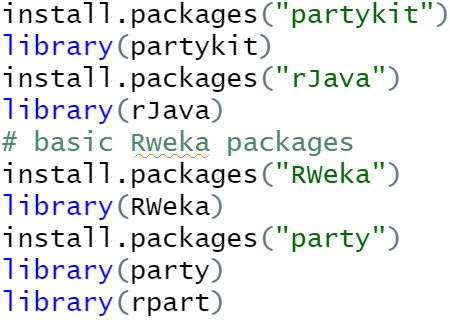 install.packages("partykit")
library(partykit)
install.packages("rJava")
library(rJava)
# basic Rweka packages
install.packages("RWeka")
library(RWeka)
install.packages("party")
library(party)
library(rpart)